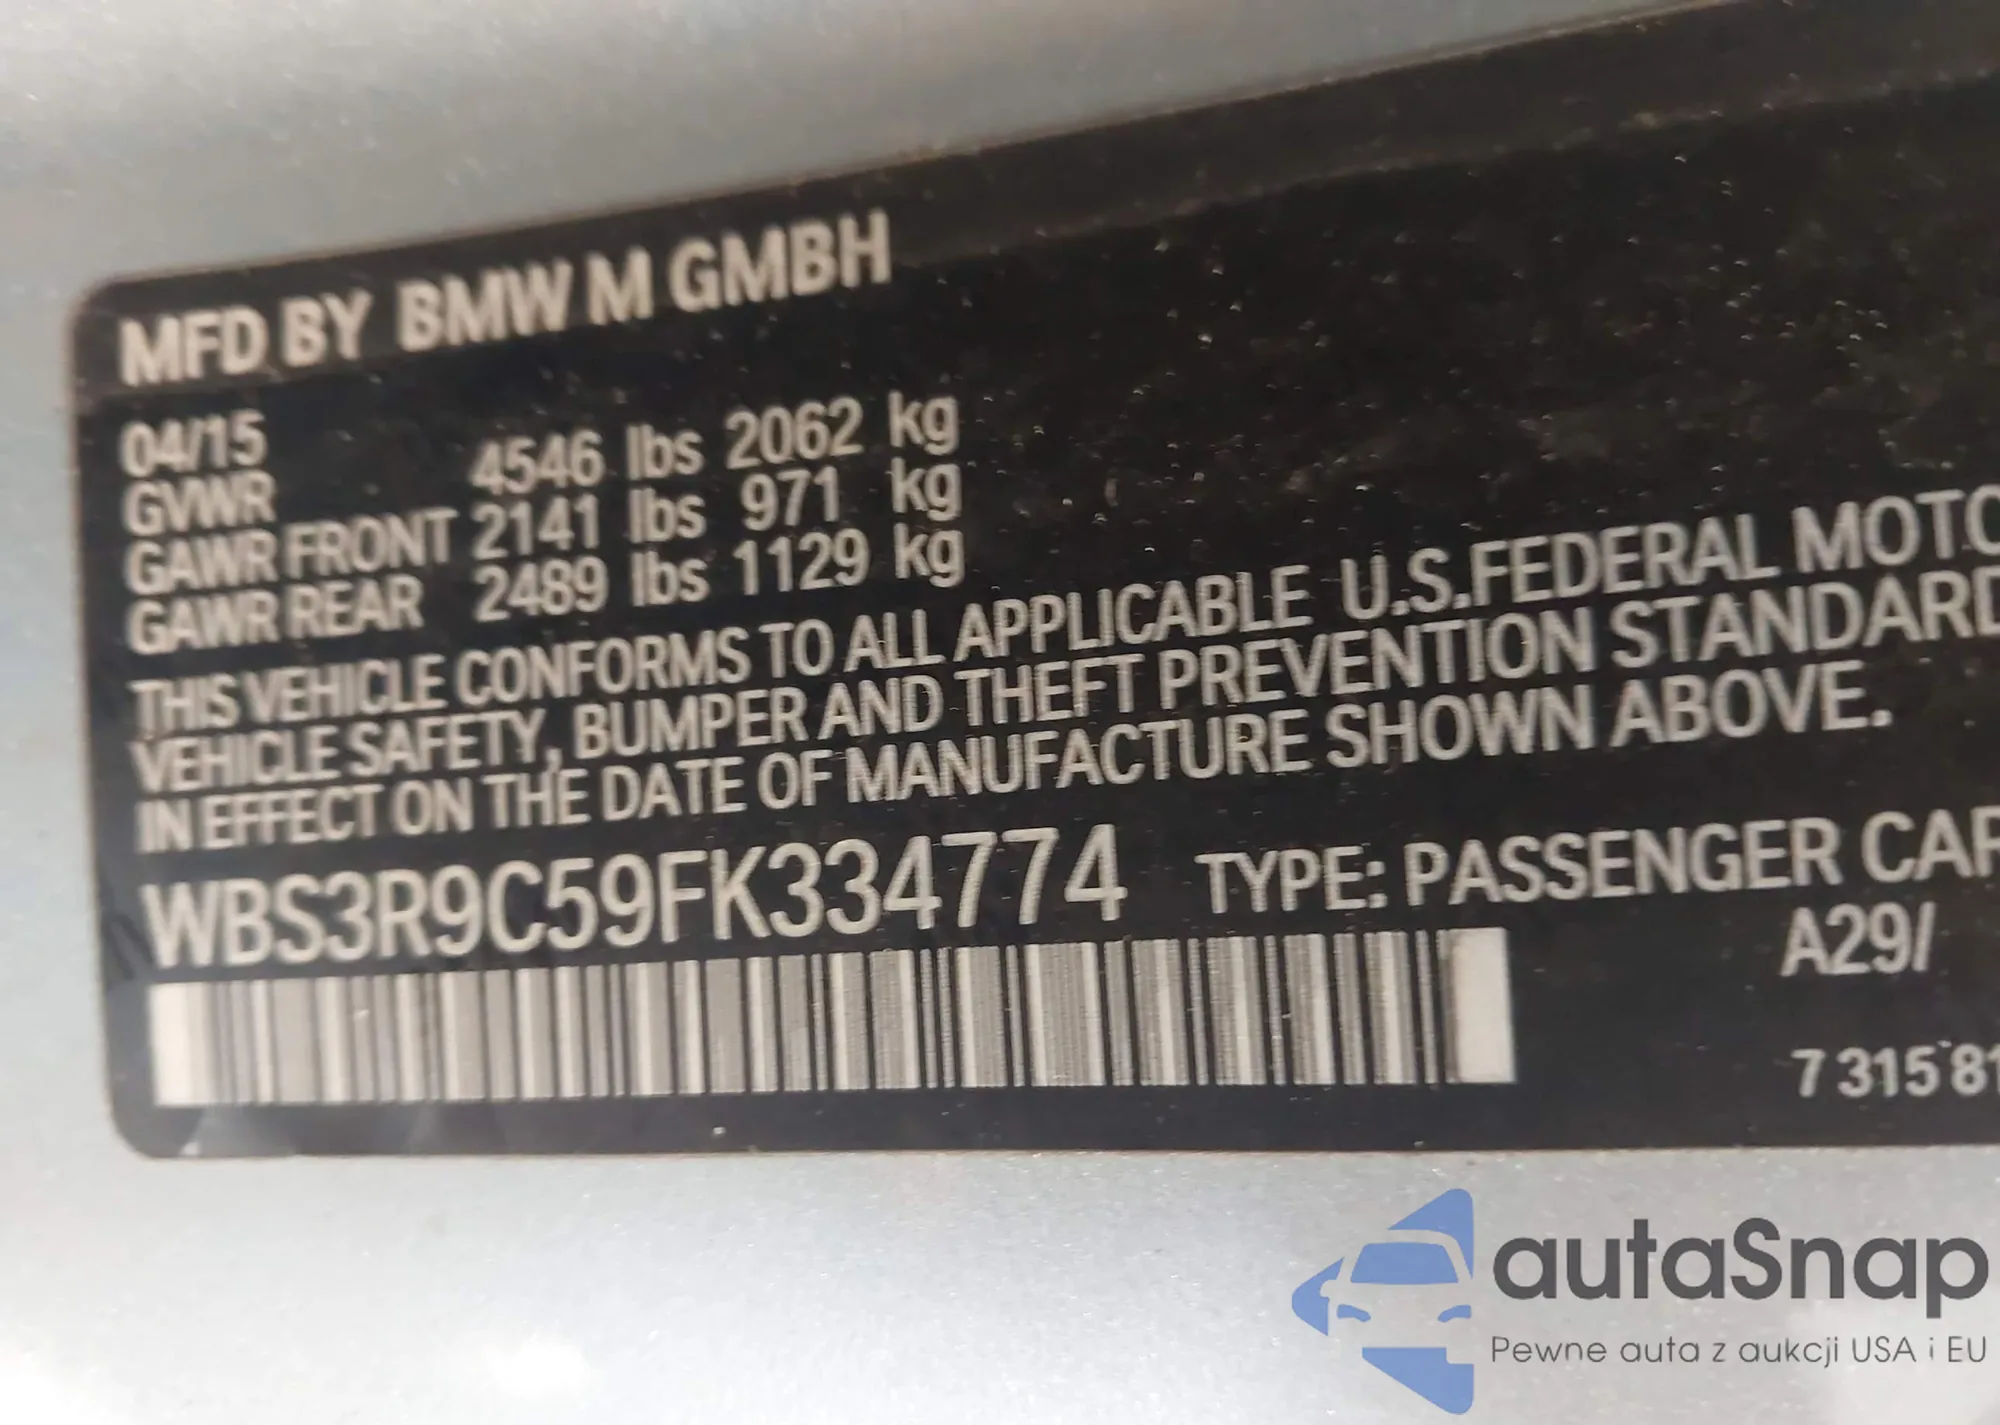 MFD BY BMW M GMBH
04/15
GVWR 4546 lbs 2062 kg
GAWR FRONT 2141 lbs 971 kg
GAWR REAR 2489 lbs 1129 kg
THIS VEHICLE CONFORMS TO ALL APPLICABLE U.S.FEDERAL MOTO
VEHICLE SAFETY, BUMPER AND THEFT PREVENTION STANDARD
IN EFFECT ON THE DATE OF MANUFACTURE SHOWN ABOVE.
WBS3R9C59FK334774 TYPE: PASSENGER CAR
A29/
7 315 81
autaSnap
Pewne auta z aukcji USA i EU